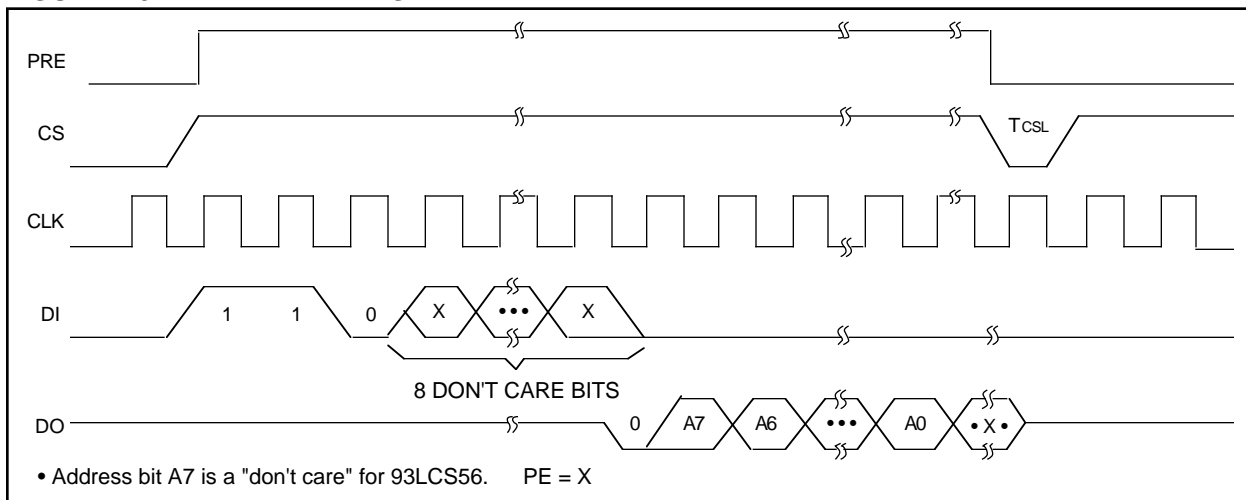 PRE
CS
TCSL
CLK
DI
1 1 0 X ••• X
8 DON'T CARE BITS
DO
0 A7 A6 ••• A0 • X •
• Address bit A7 is a "don't care" for 93LCS56. PE = X